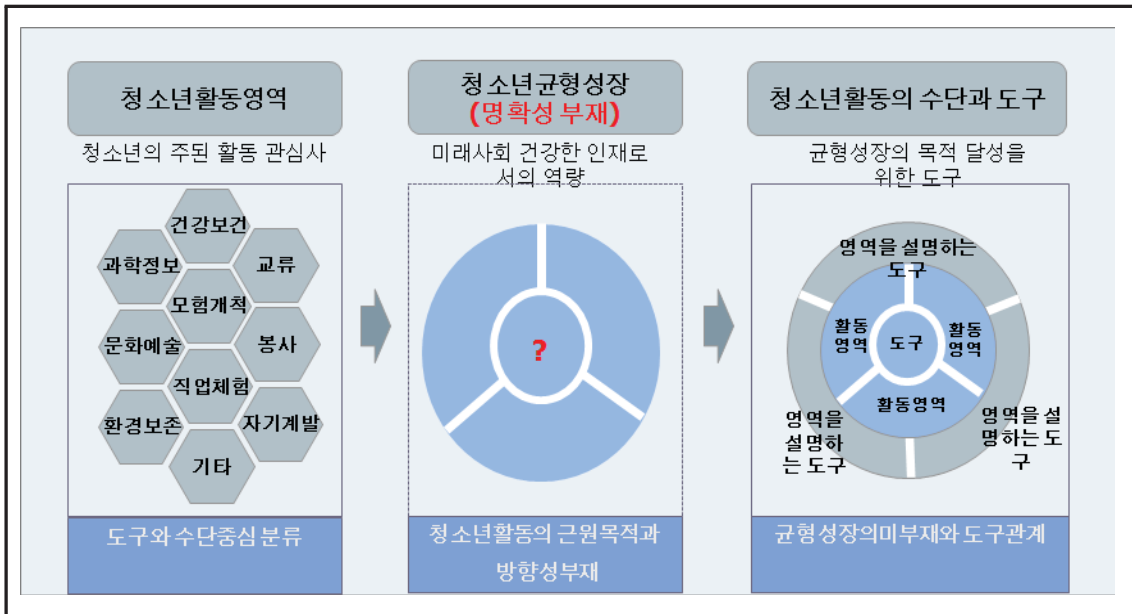 청소년활동영역
청소년의 주된 활동 관심사
건강보건
과학정보
교류
모험개척
문화예술
봉사
직업체험
환경보존
자기계발
기타
도구와 수단중심 분류
청소년균형성장
(명확성 부재)
미래사회 건강한 인재로
서의 역량
?
청소년활동의 근원목적과
방향성부재
청소년활동의 수단과 도구
균형성장의 목적 달성을
위한 도구
영역을 설명하는
도구
활동
영역
도구
활동
영역
활동영역
영역을
설명하
는 도구
영역을 설
명하는 도
구
균형성장의미부재와 도구관계